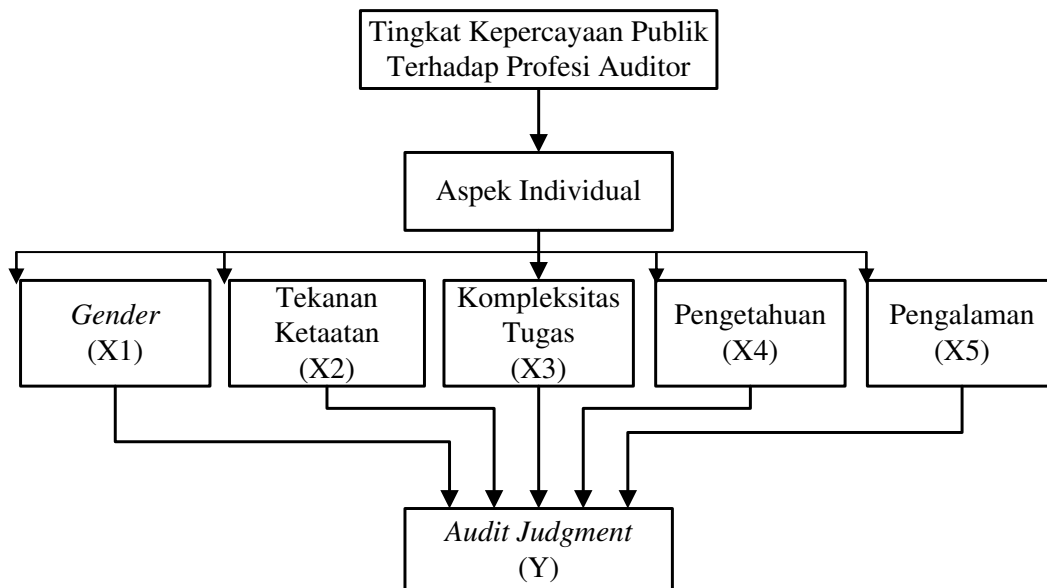 Tingkat Kepercayaan Publik
Terhadap Profesi Auditor
Aspek Individual
Gender
(X1)
Tekanan
Ketaatan
(X2)
Kompleksitas
Tugas
(X3)
Pengetahuan
(X4)
Pengalaman
(X5)
Audit Judgment
(Y)